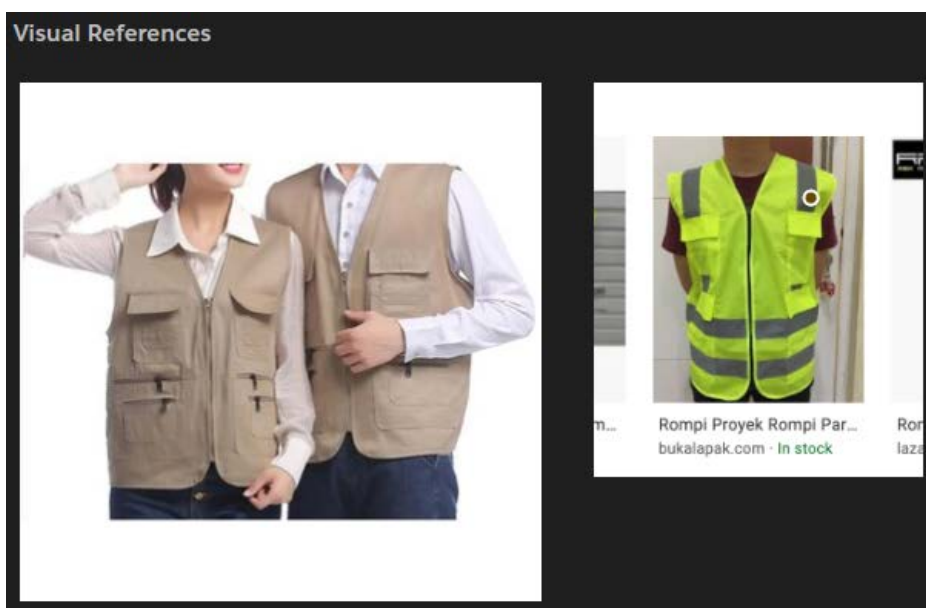 Visual References
Rompi Proyek Rompi Par...
bukalapak.com · In stock